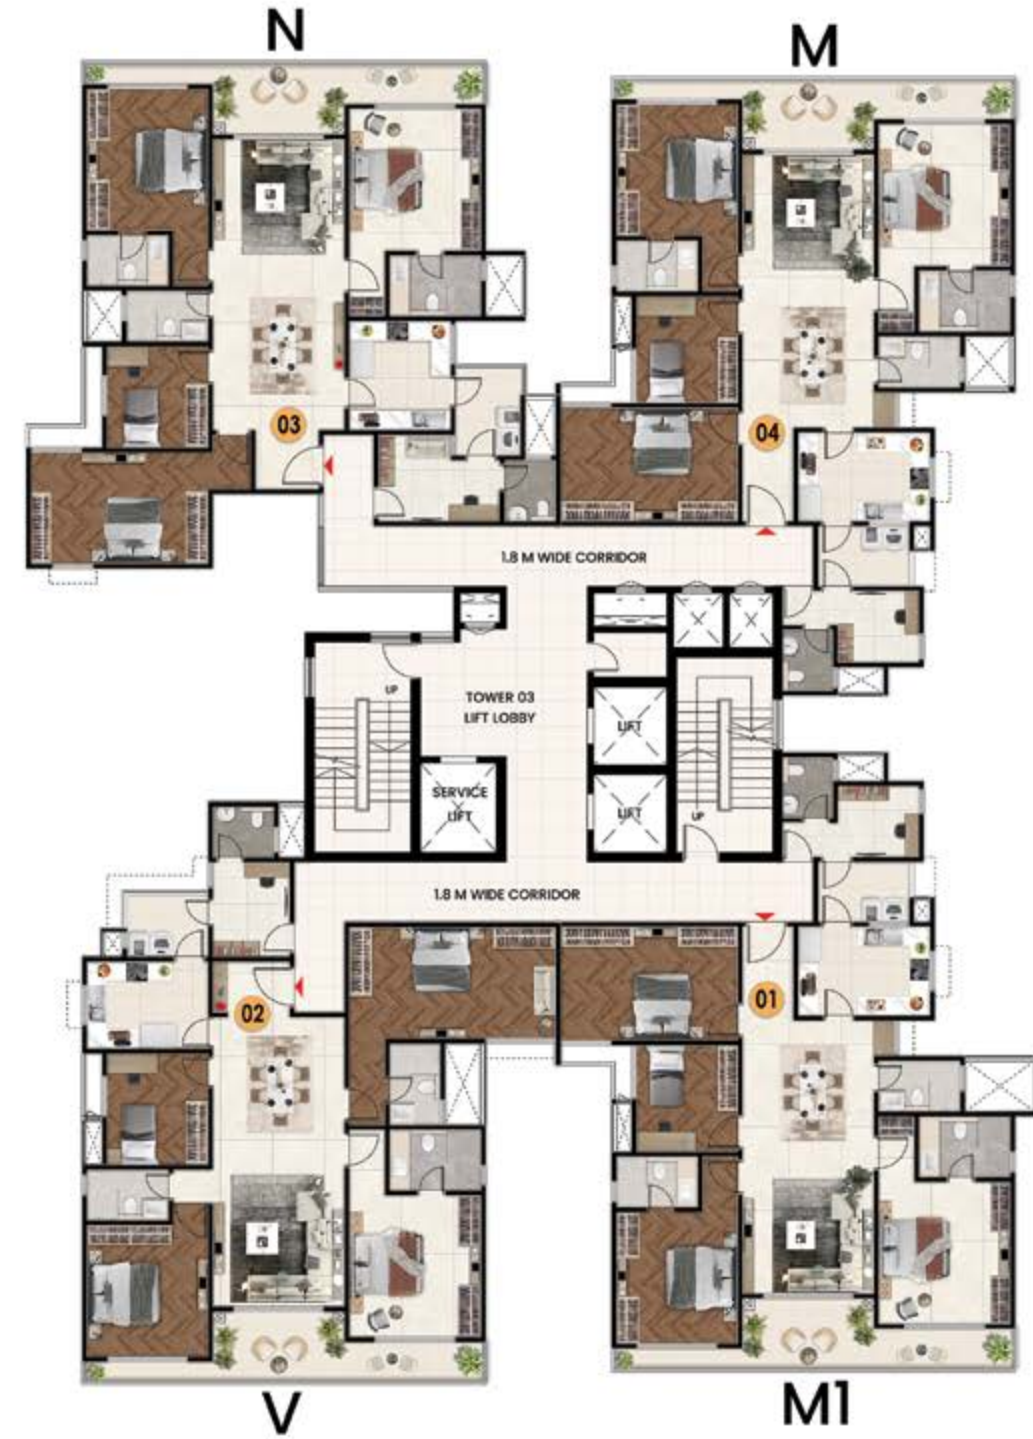 N
M
03
04
1.8 M WIDE CORRIDOR
UP
TOWER 03
LIFT LOBBY
LIFT
SERVICE
LIFT
LIFT
UP
1.8 M WIDE CORRIDOR
02
01
V
M1